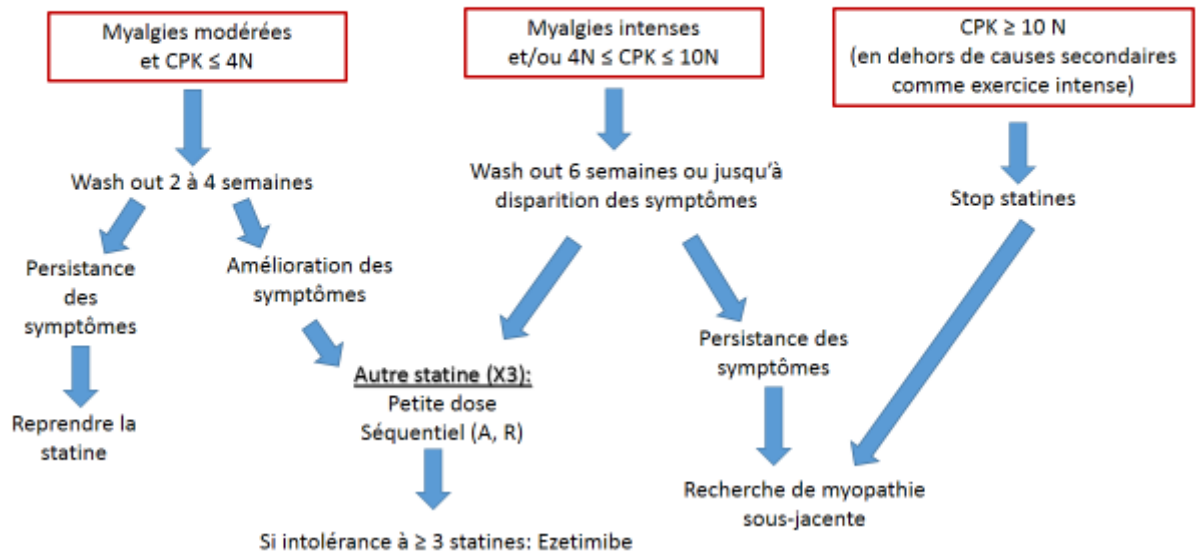 Myalgies modérées
et CPK ≤ 4N
Myalgies intenses
et/ou 4N ≤ CPK ≤ 10N
CPK ≥ 10 N
(en dehors de causes secondaires
comme exercice intense)
Wash out 2 à 4 semaines
Wash out 6 semaines ou jusqu'à
disparition des symptômes
Stop statines
Persistance
des
symptômes
Amélioration des
symptômes
Persistance des
symptômes
Autre statine (X3):
Petite dose
Séquentiel (A, R)
Reprendre la
statine
Recherche de myopathie
sous-jacente
Si intolérance à ≥ 3 statines: Ezetimibe